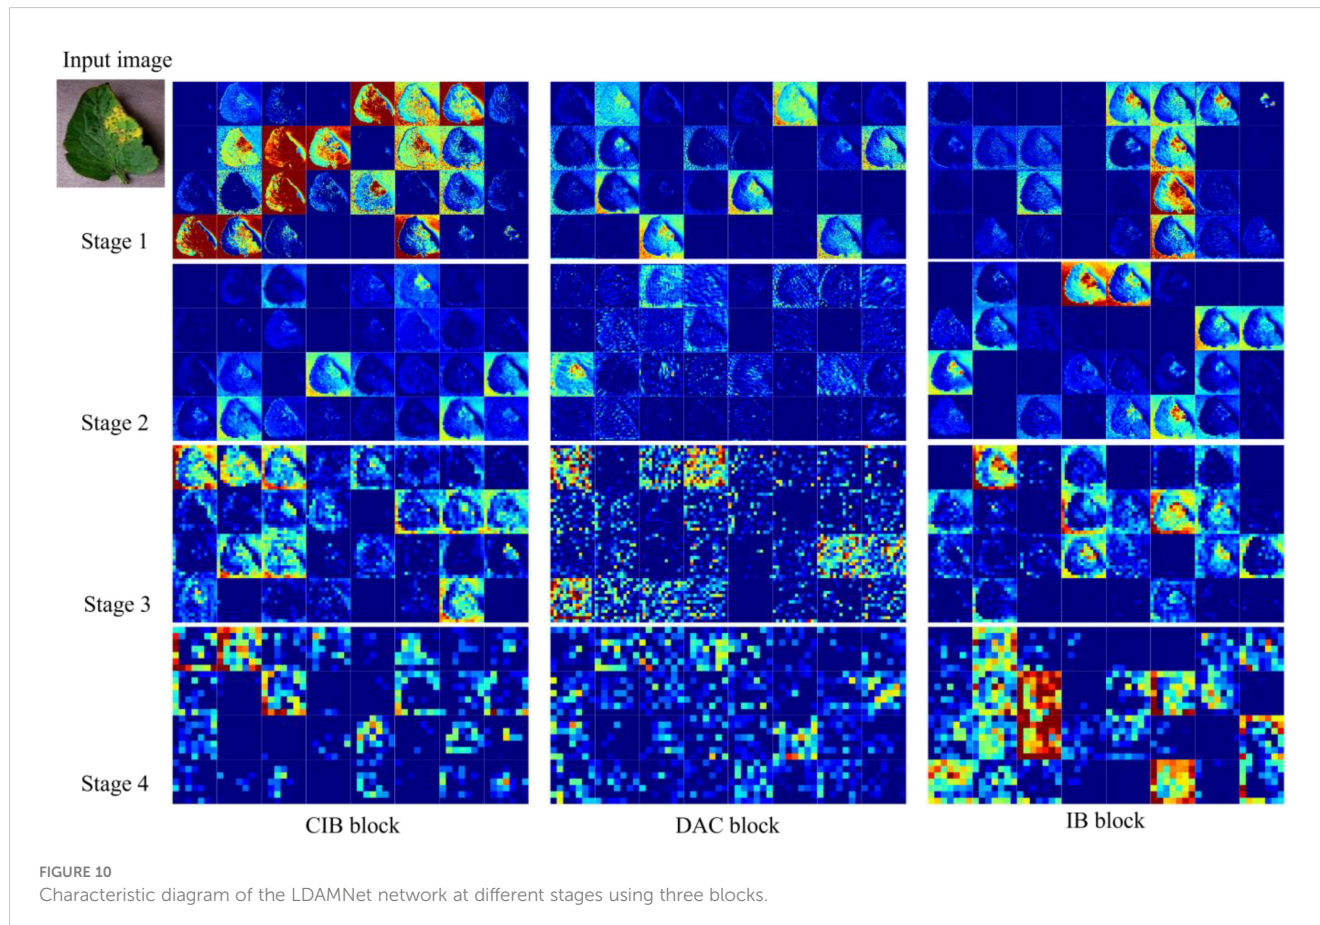 Input image
Stage 1
Stage 2
Stage 3
Stage 4
CIB block
DAC block
IB block
FIGURE 10
Characteristic diagram of the LDAMNet network at different stages using three blocks.